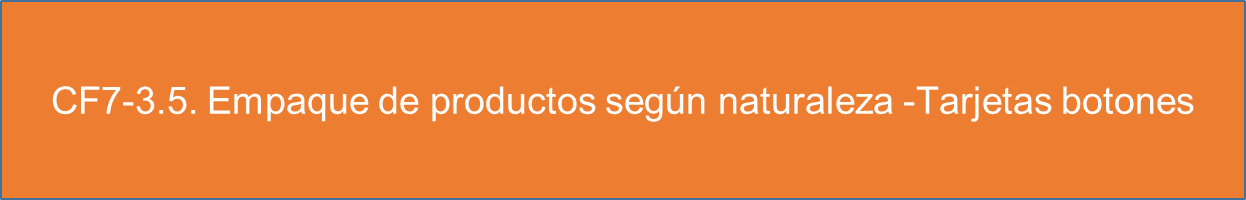 CF7-3.5. Empaque de productos según naturaleza -Tarjetas botones